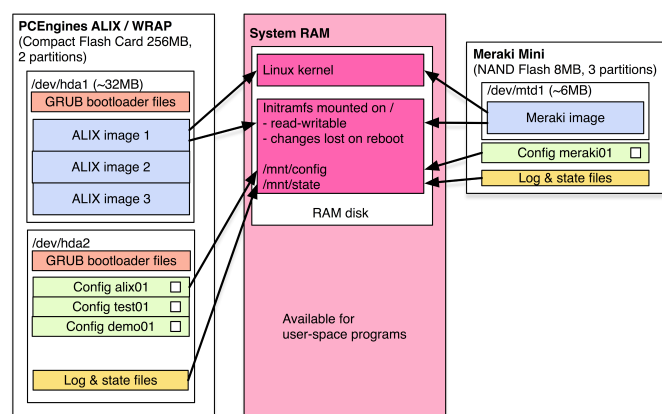 PCEngines ALIX / WRAP
(Compact Flash Card 256MB,
2 partitions)
/dev/hda1 (~32MB)
GRUB bootloader files
ALIX image 1
ALIX image 2
ALIX image 3
/dev/hda2
GRUB bootloader files
Config alix01
Config test01
Config demo01
Log & state files
System RAM
Linux kernel
Initramfs mounted on /
- read-writable
- changes lost on reboot
/mnt/config
/mnt/state
RAM disk
Available for
user-space programs
Meraki Mini
(NAND Flash 8MB, 3 partitions)
/dev/mtd1 (~6MB)
Meraki image
Config meraki01
Log & state files